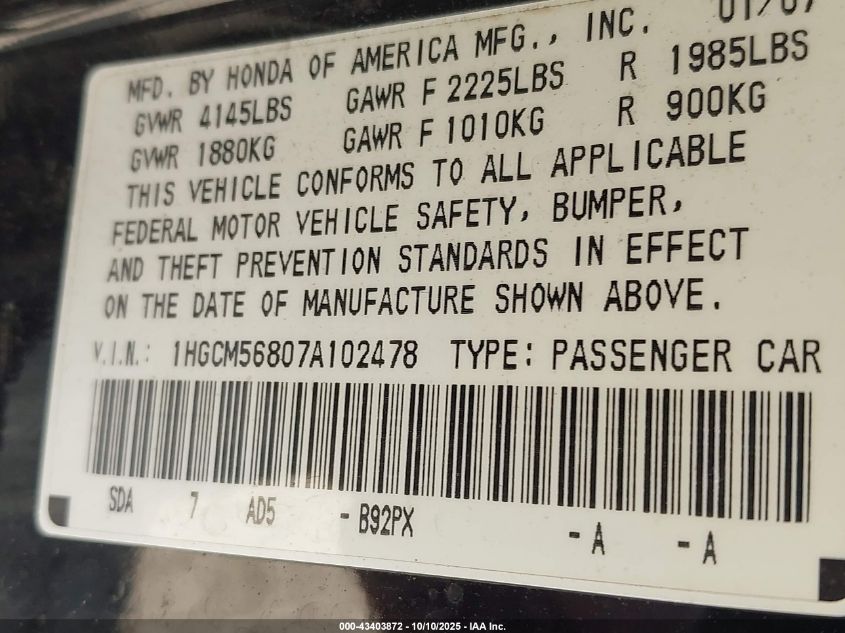 MFD. BY HONDA OF AMERICA MFG., INC. 01/07
GVWR 4145LBS GAWR F 2225LBS R 1985LBS
GVWR 1880KG GAWR F 1010KG R 900KG
THIS VEHICLE CONFORMS TO ALL APPLICABLE
FEDERAL MOTOR VEHICLE SAFETY, BUMPER,
AND THEFT PREVENTION STANDARDS IN EFFECT
ON THE DATE OF MANUFACTURE SHOWN ABOVE.
V.I.N.: 1HGCM56807A102478 TYPE: PASSENGER CAR
SDA 7 AD5 - B92PX - A - A
000-43403872 - 10/10/2025 - IAA Inc.